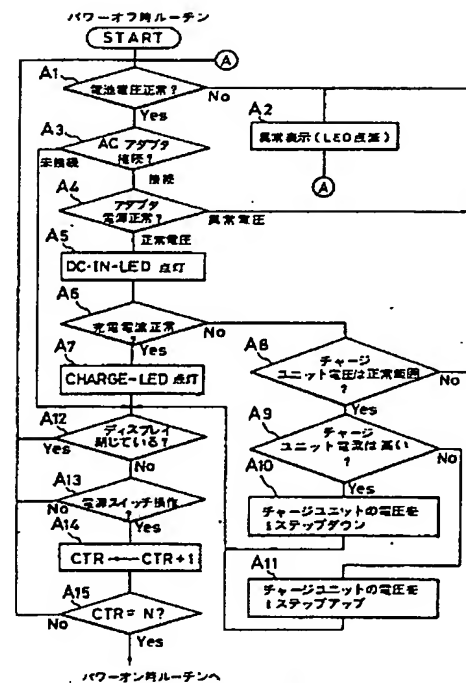 パワーオフ時ルーチン
START
A
A1
電池電圧正常?
No
Yes
A2
異常表示(LED点滅)
A
A3
ACアダプタ
接続?
未接続
接続
A4
アダプタ
電源正常?
異常電圧
正常電圧
A5
DC-IN-LED 点灯
A6
充電電流正常
?
No
Yes
A7
CHARGE-LED 点灯
A8
チャージ
ユニット電圧は正常範囲
?
No
Yes
A9
チャージ
ユニット電流は高い
?
No
Yes
A10
チャージユニットの電圧を
1ステップダウン
A11
チャージユニットの電圧を
1ステップアップ
A12
ディスプレイ
閉じている?
Yes
No
A13
電源スイッチ操作
?
No
Yes
A14
CTR ← CTR+1
A15
CTR = N?
No
Yes
パワーオン時ルーチンへ